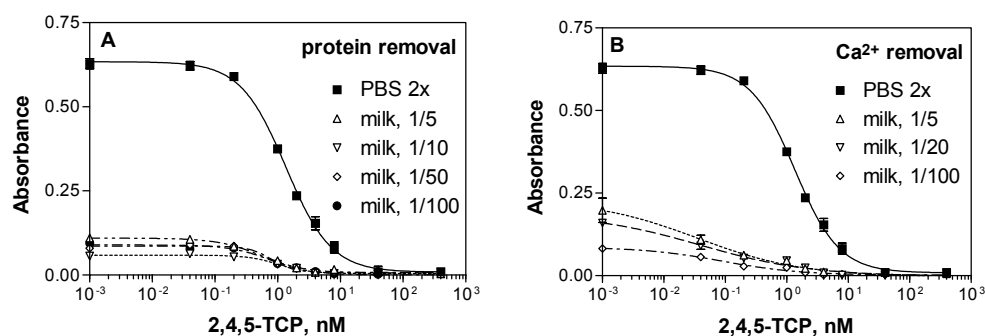 A
protein removal
PBS 2x
milk, 1/5
milk, 1/10
milk, 1/50
milk, 1/100
Absorbance
0.75
0.50
0.25
0.00
10⁻³ 10⁻² 10⁻¹ 10⁰ 10¹ 10² 10³
2,4,5-TCP, nM
B
Ca²⁺ removal
PBS 2x
milk, 1/5
milk, 1/20
milk, 1/100
Absorbance
0.75
0.50
0.25
0.00
10⁻³ 10⁻² 10⁻¹ 10⁰ 10¹ 10² 10³
2,4,5-TCP, nM